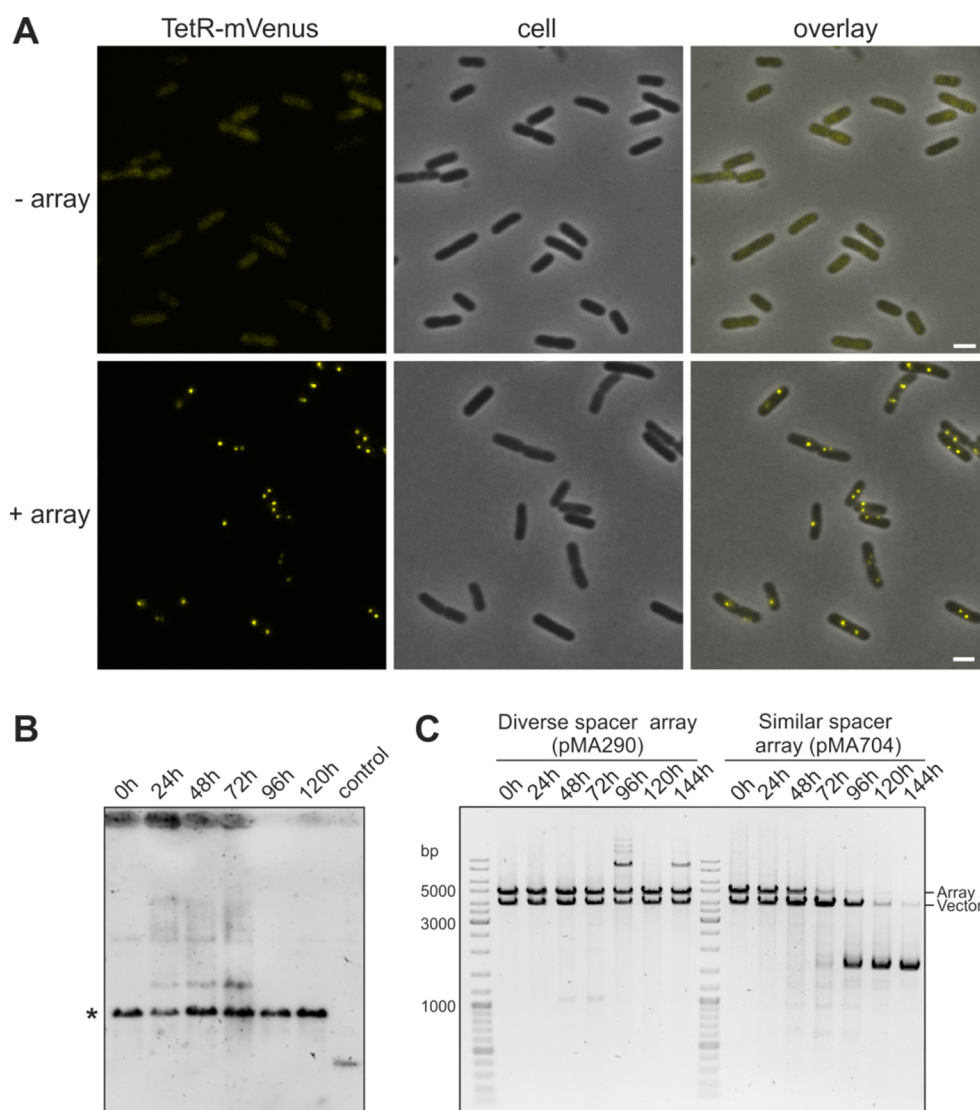 A
TetR-mVenus
cell
overlay
- array
+ array
B
0h
24h
48h
72h
96h
120h
control
*
C
Diverse spacer array
(pMA290)
Similar spacer
array (pMA704)
0h
24h
48h
72h
96h
120h
144h
0h
24h
48h
72h
96h
120h
144h
bp
5000
3000
1000
Array
Vector